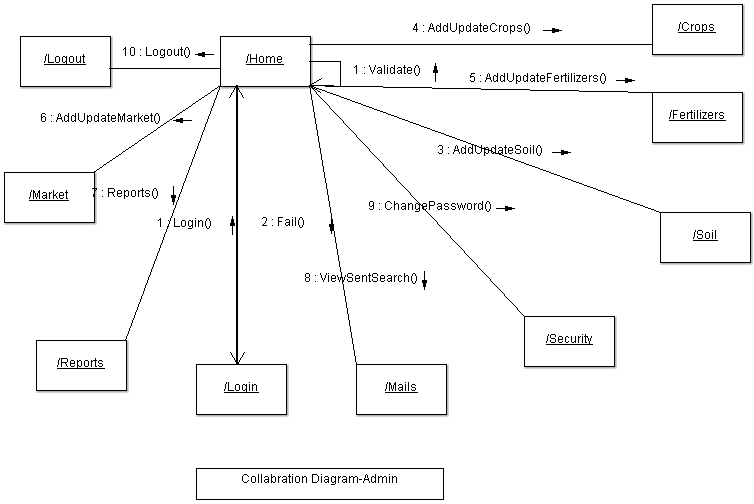 4 : AddUpdateCrops()
/Crops
/Logout
10 : Logout()
/Home
1 : Validate()
5 : AddUpdateFertilizers()
/Fertilizers
6 : AddUpdateMarket()
3 : AddUpdateSoil()
/Market
7 : Reports()
9 : ChangePassword()
1 : Login()
2 : Fail()
/Soil
8 : ViewSentSearch()
/Security
/Reports
/Login
/Mails
Collabration Diagram-Admin